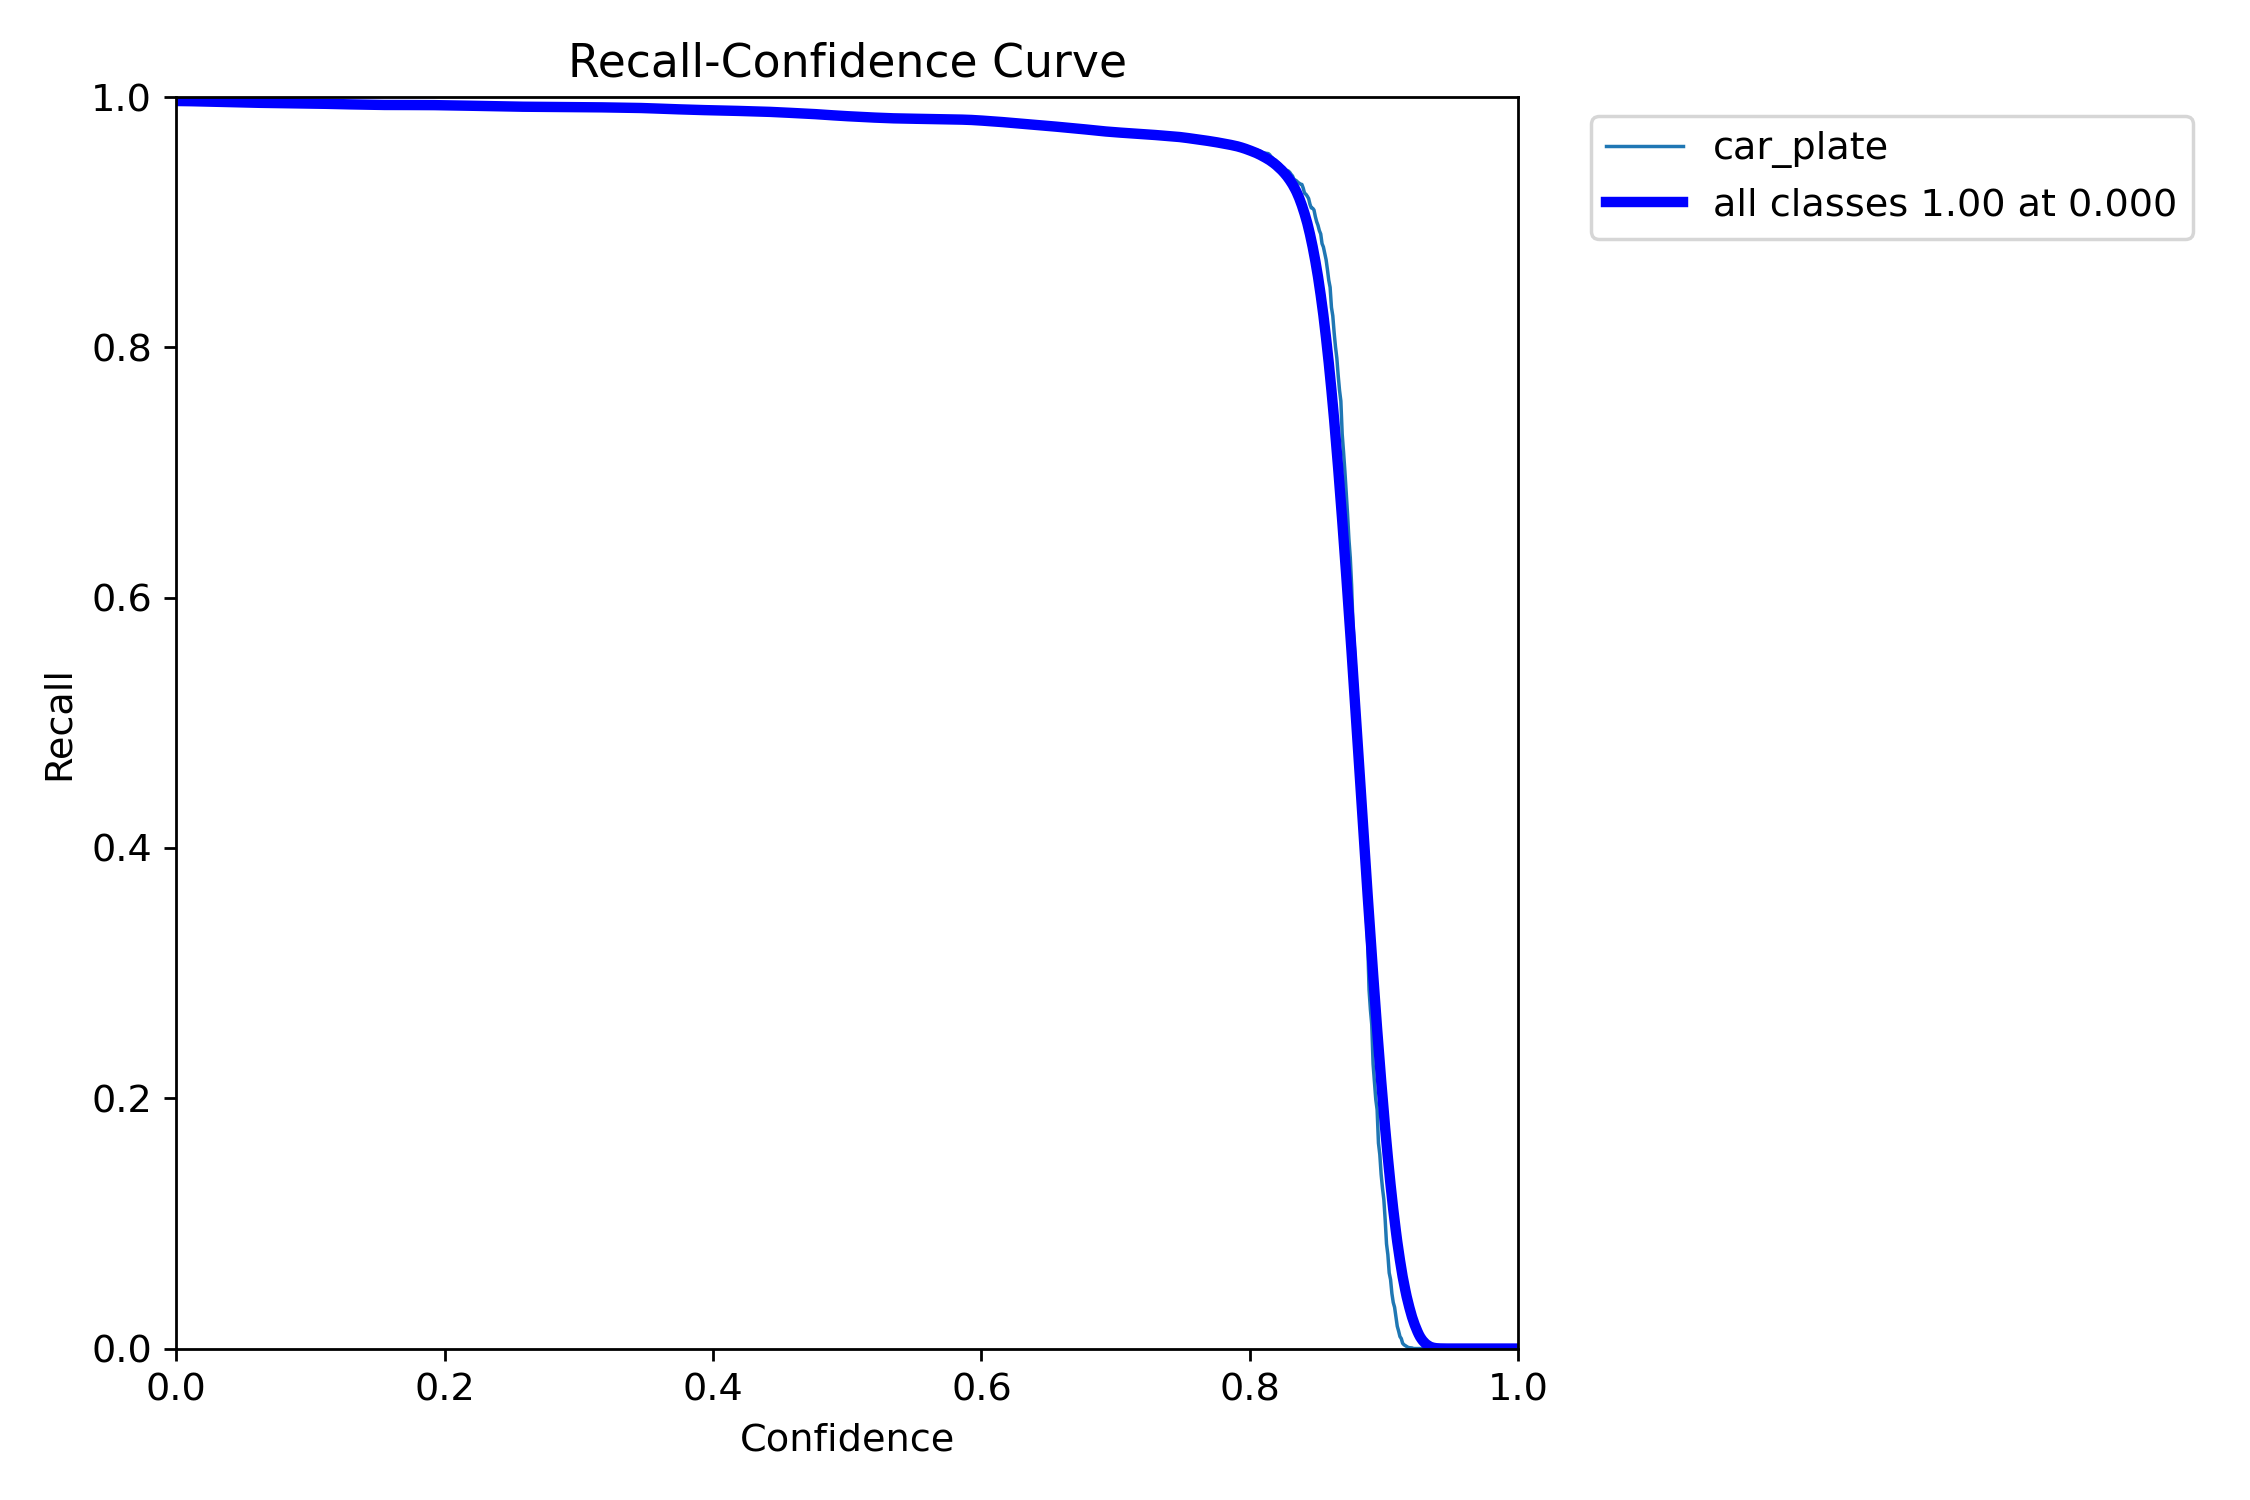 Recall-Confidence Curve
car_plate
all classes 1.00 at 0.000
1.0
0.8
0.6
0.4
0.2
0.0
Recall
0.0 0.2 0.4 0.6 0.8 1.0
Confidence